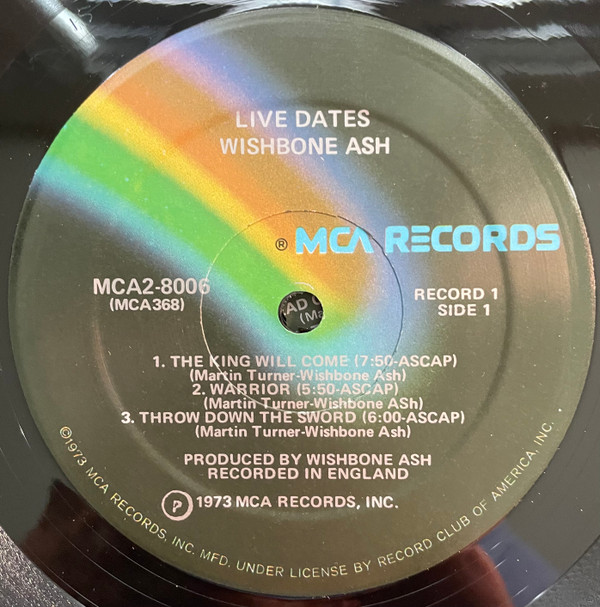 LIVE DATES
WISHBONE ASH
® MCA RECORDS
MCA2-8006
(MCA368)
RECORD 1
SIDE 1
1. THE KING WILL COME (7:50-ASCAP)
(Martin Turner-Wishbone Ash)
2. WARRIOR (5:50-ASCAP)
(Martin Turner-Wishbone ASh)
3. THROW DOWN THE SWORD (6:00-ASCAP)
(Martin Turner-Wishbone ASh)
PRODUCED BY WISHBONE ASH
RECORDED IN ENGLAND
Ⓟ 1973 MCA RECORDS, INC.
©1973 MCA RECORDS, INC. MFD. UNDER LICENSE BY RECORD CLUB OF AMERICA, INC.